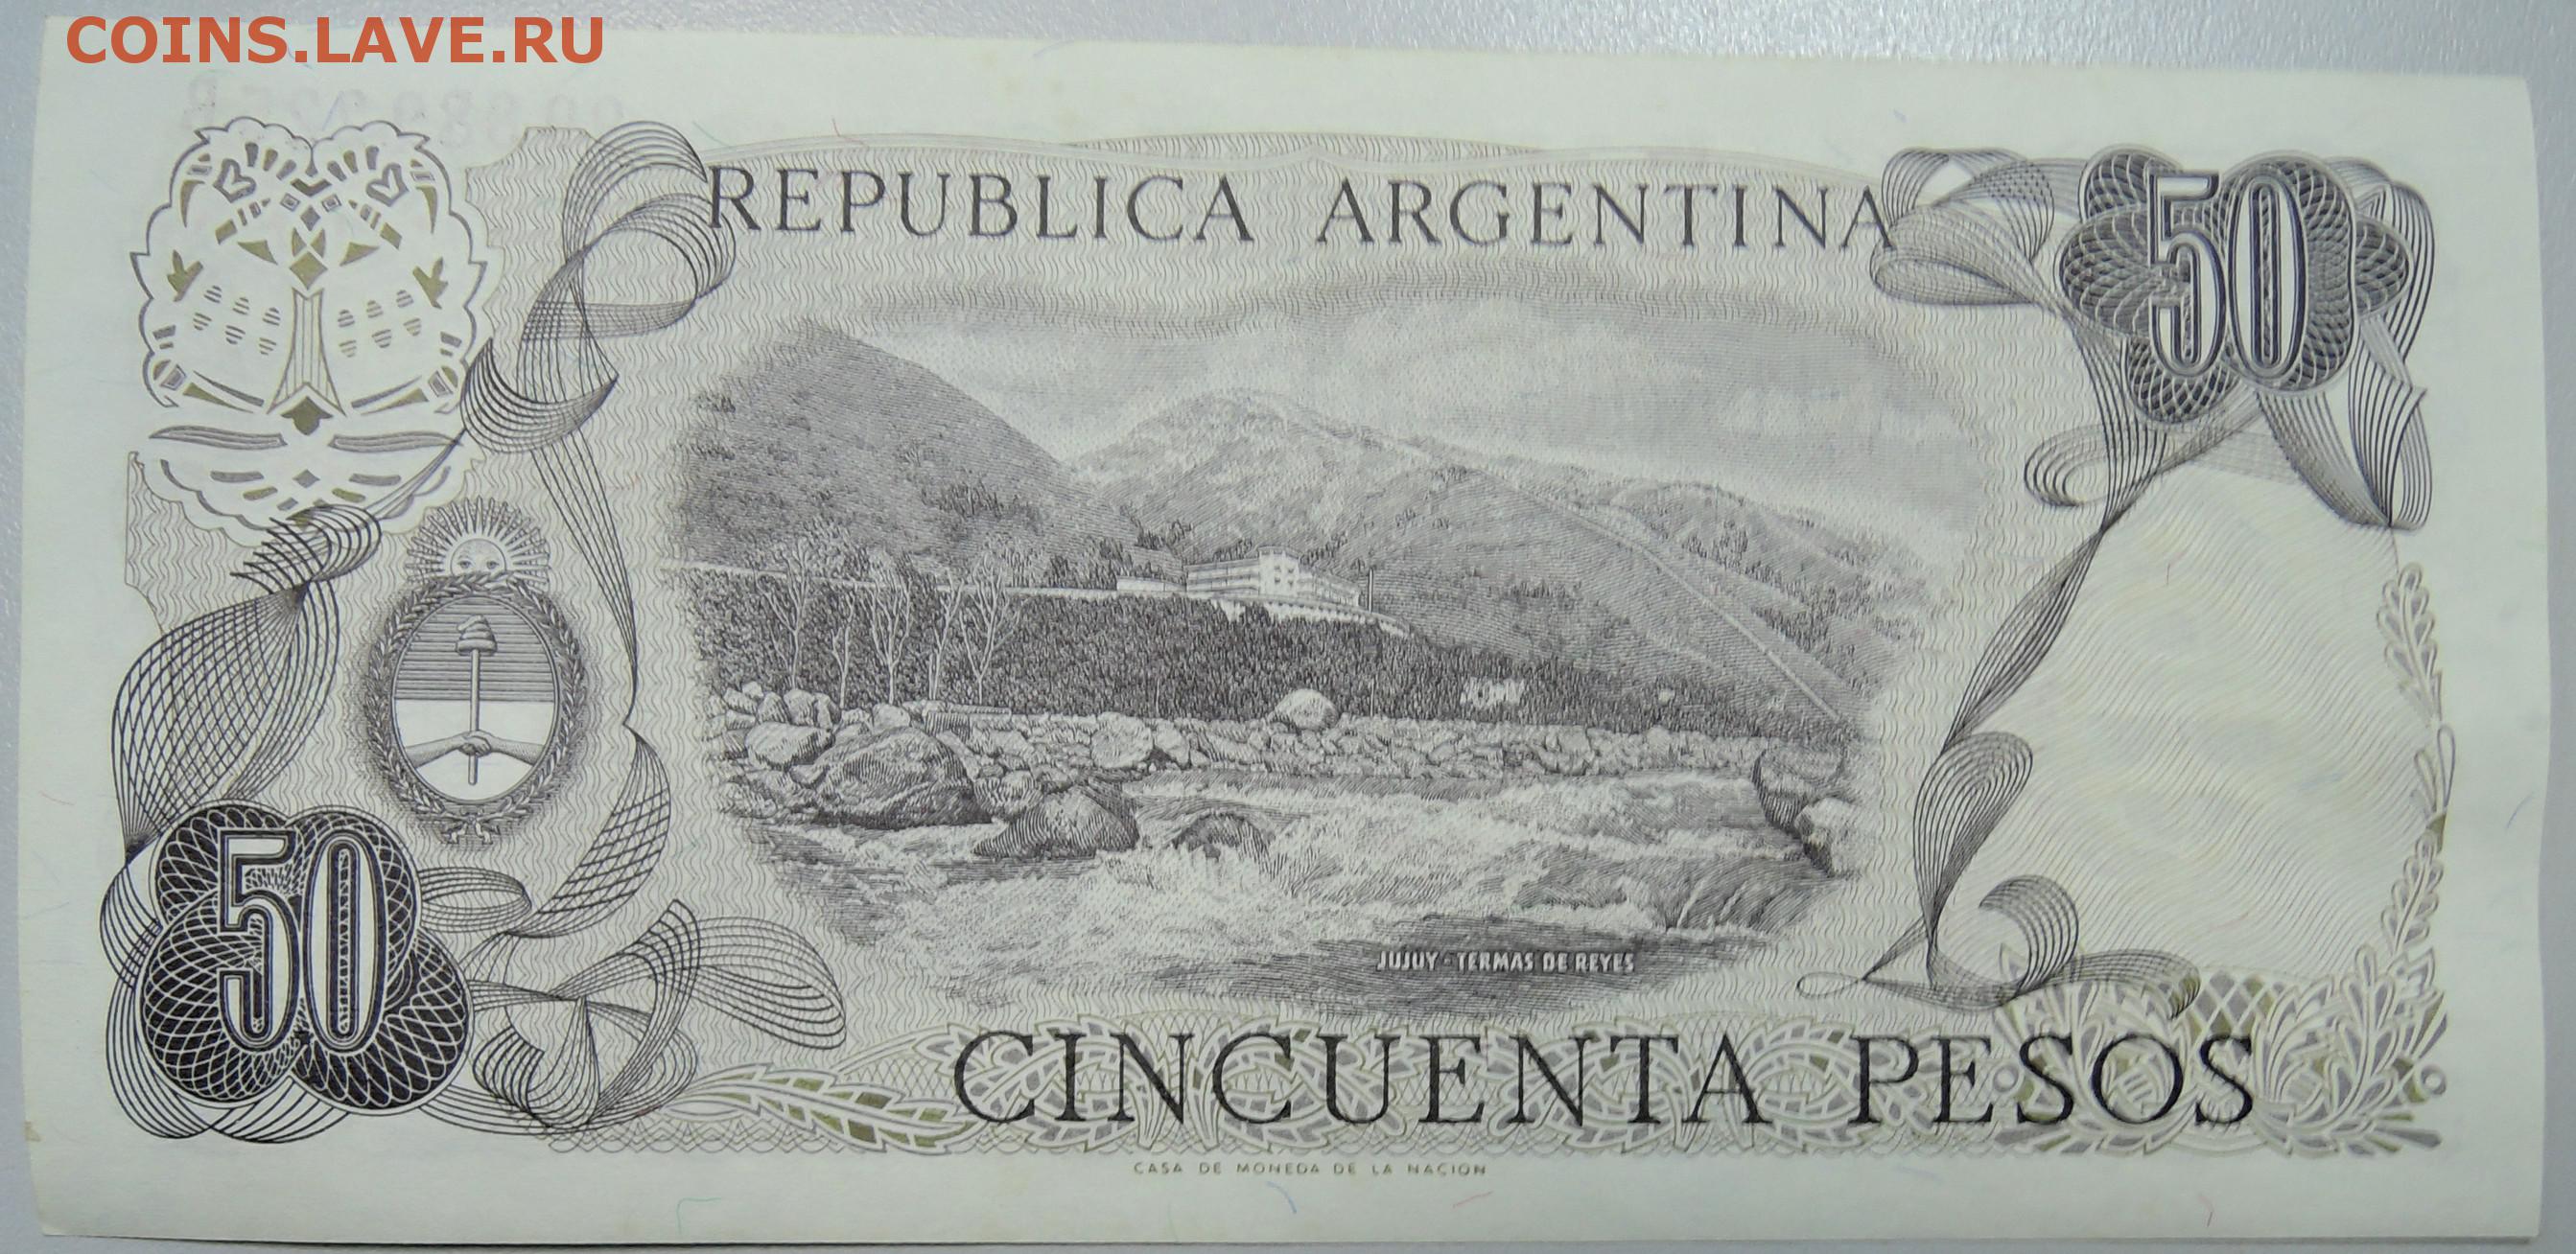 COINS.LAVE.RU
REPUBLICA ARGENTINA
50
50
JUJUY - TERMAS DE REYES
CINCUENTA PESOS
CASA DE MONEDA DE LA NACION